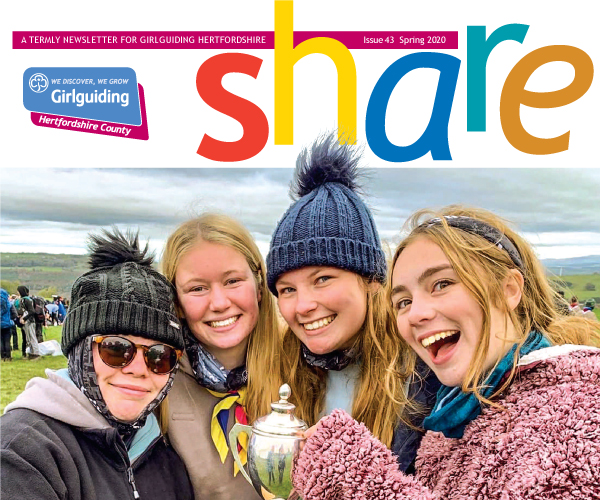 A TERMLY NEWSLETTER FOR GIRLGUIDING HERTFORDSHIRE
Issue 43 Spring 2020
share
WE DISCOVER, WE GROW
Girlguiding
Hertfordshire County